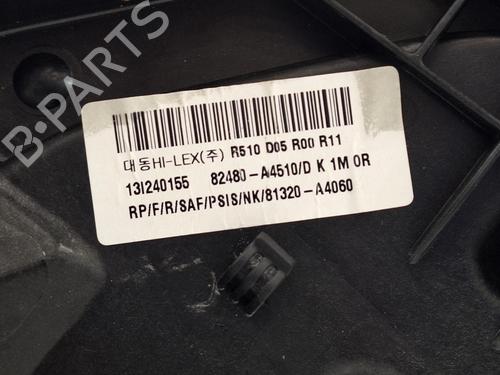 B-PARTS
대동HI-LEX(주) R510 D05 R00 R11
13I240155 82480-A4510/D K 1M 0R
RP/F/R/SAF/PSIS/NK/81320-A4060